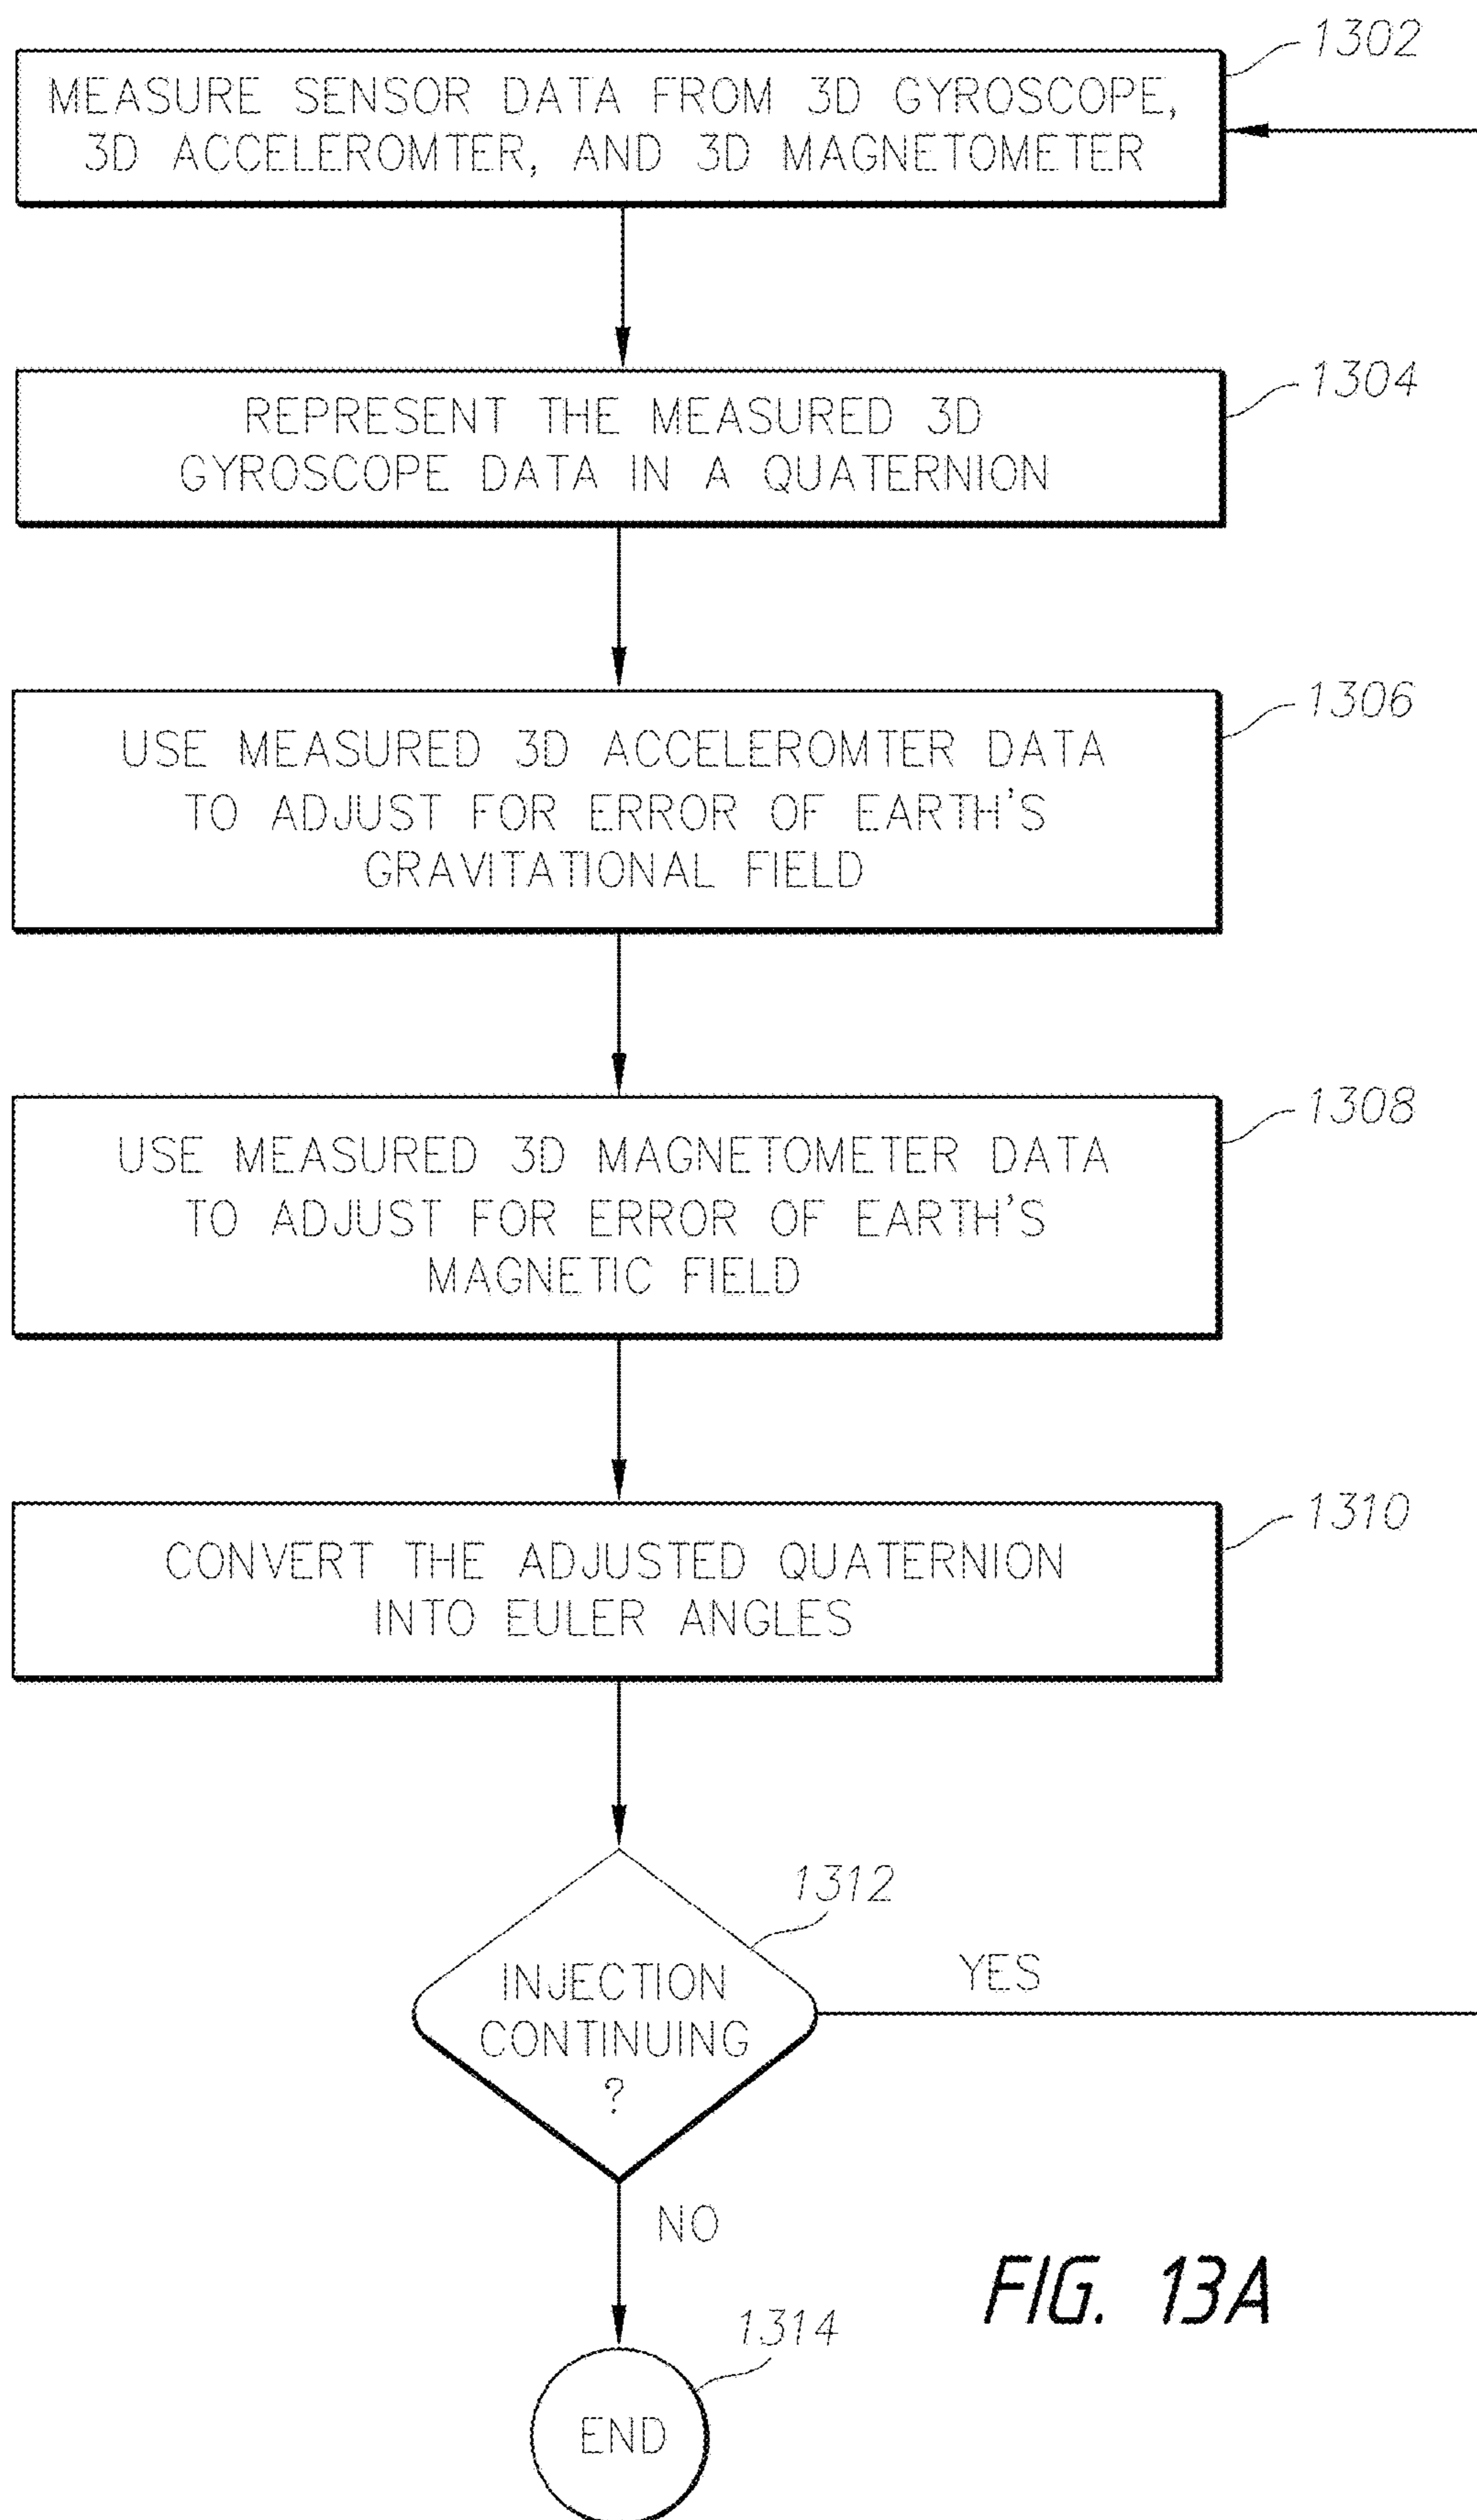 1302
MEASURE SENSOR DATA FROM 3D GYROSCOPE,
3D ACCELEROMTER, AND 3D MAGNETOMETER
1304
REPRESENT THE MEASURED 3D
GYROSCOPE DATA IN A QUATERNION
1306
USE MEASURED 3D ACCELEROMTER DATA
TO ADJUST FOR ERROR OF EARTH'S
GRAVITATIONAL FIELD
1308
USE MEASURED 3D MAGNETOMETER DATA
TO ADJUST FOR ERROR OF EARTH'S
MAGNETIC FIELD
1310
CONVERT THE ADJUSTED QUATERNION
INTO EULER ANGLES
1312
INJECTION
CONTINUING
?
YES
NO
FIG. 13A
1314
END